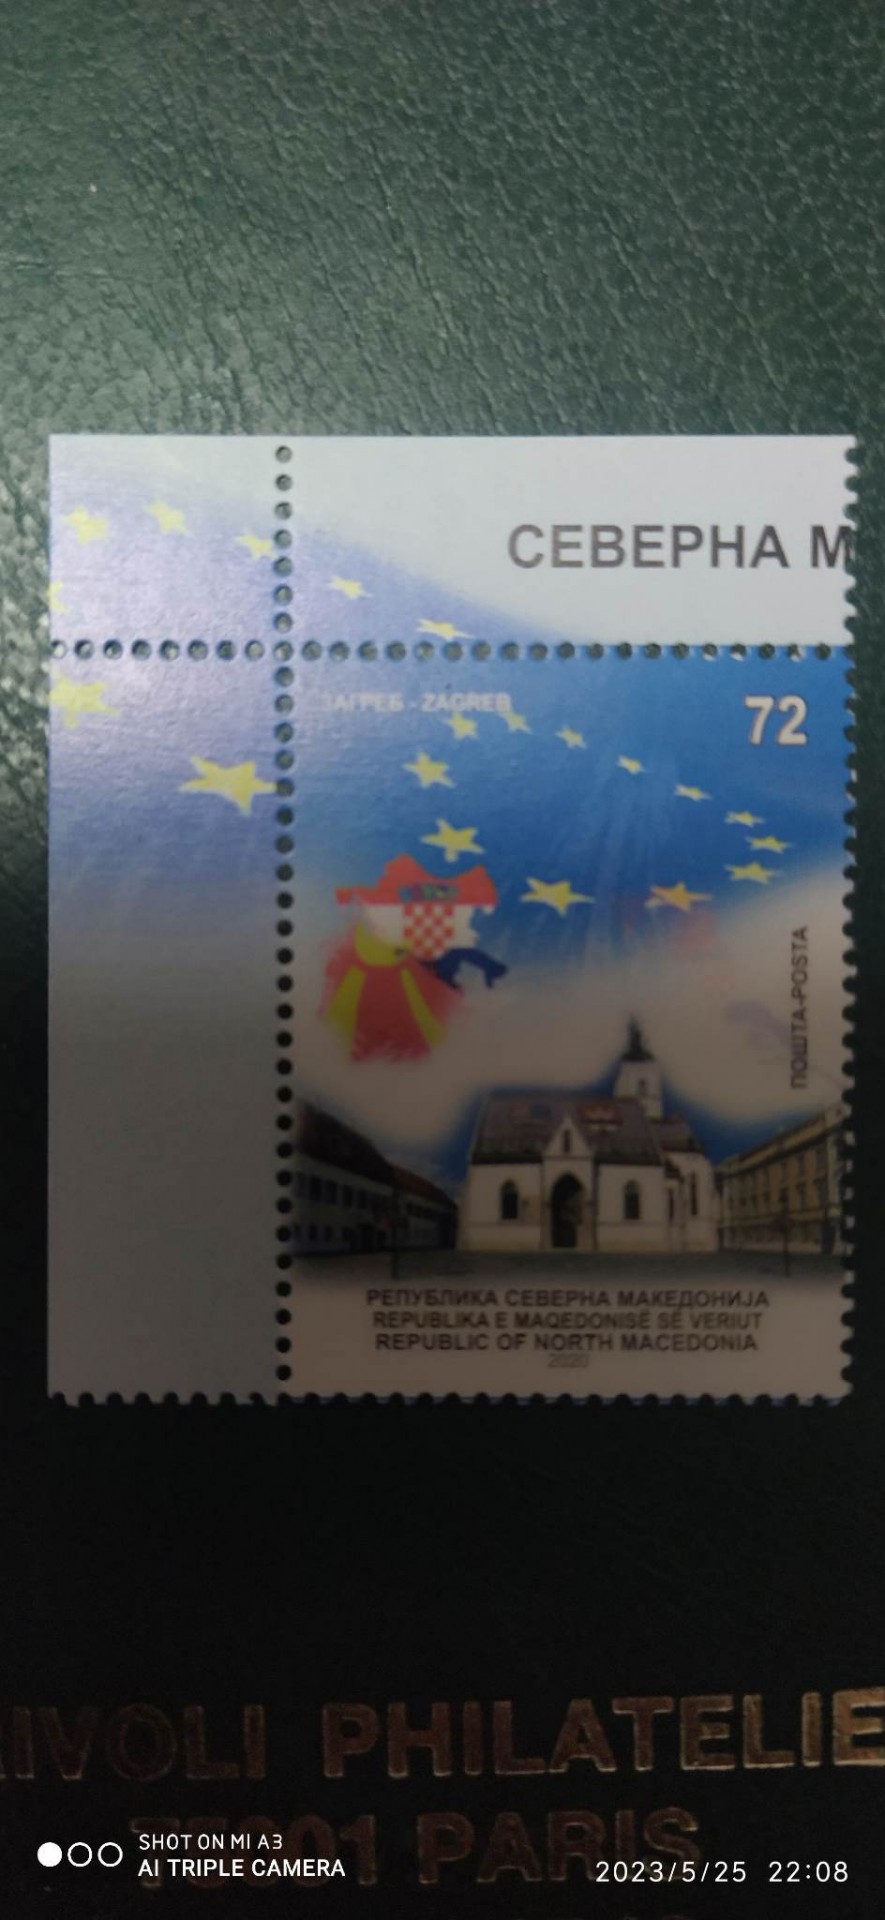 СЕВЕРНА М
ЗАГРЕБ - ZAGREB
72
ПОШТА-POSTA
РЕПУБЛИКА СЕВЕРНА МАКЕДОНИЈА
REPUBLIKA E MAQEDONISË SË VERIUT
REPUBLIC OF NORTH MACEDONIA
2020
IVOLI PHILATELIE
75001 PARIS
SHOT ON MI A3
AI TRIPLE CAMERA
2023/5/25 22:08